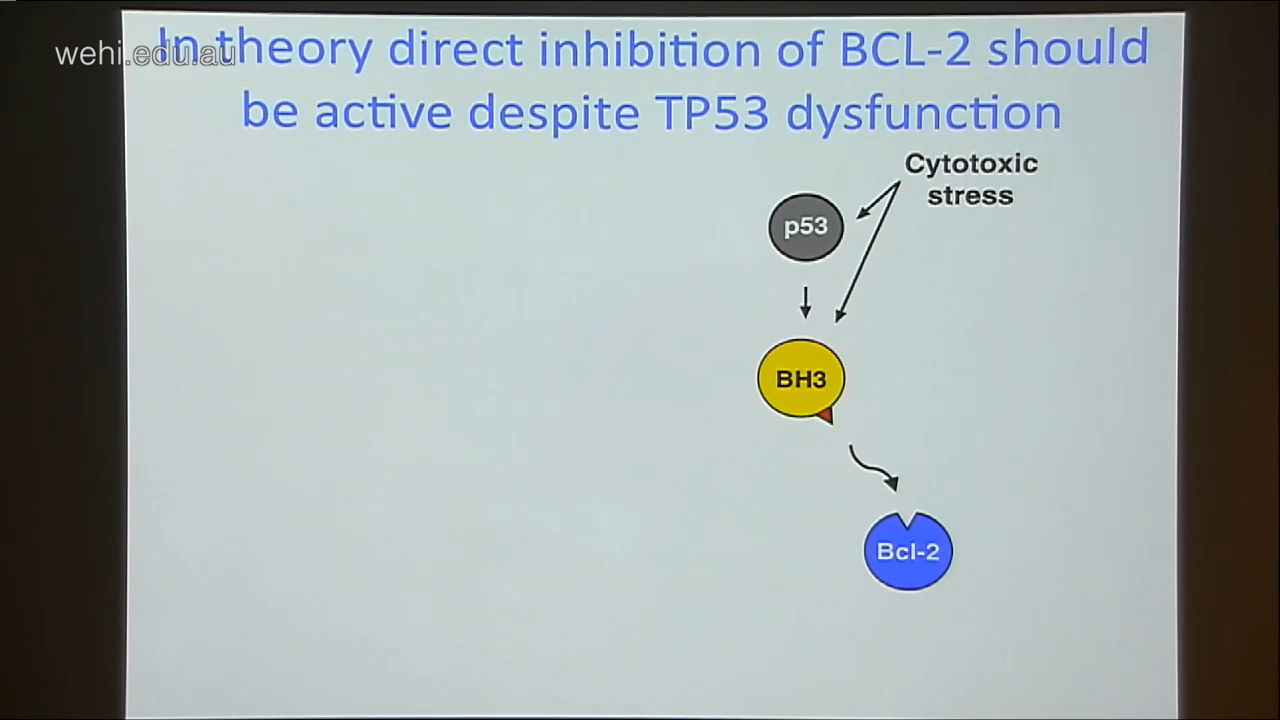 wehi.edu.au
In theory direct inhibition of BCL-2 should
be active despite TP53 dysfunction
Cytotoxic
stress
p53
BH3
Bcl-2